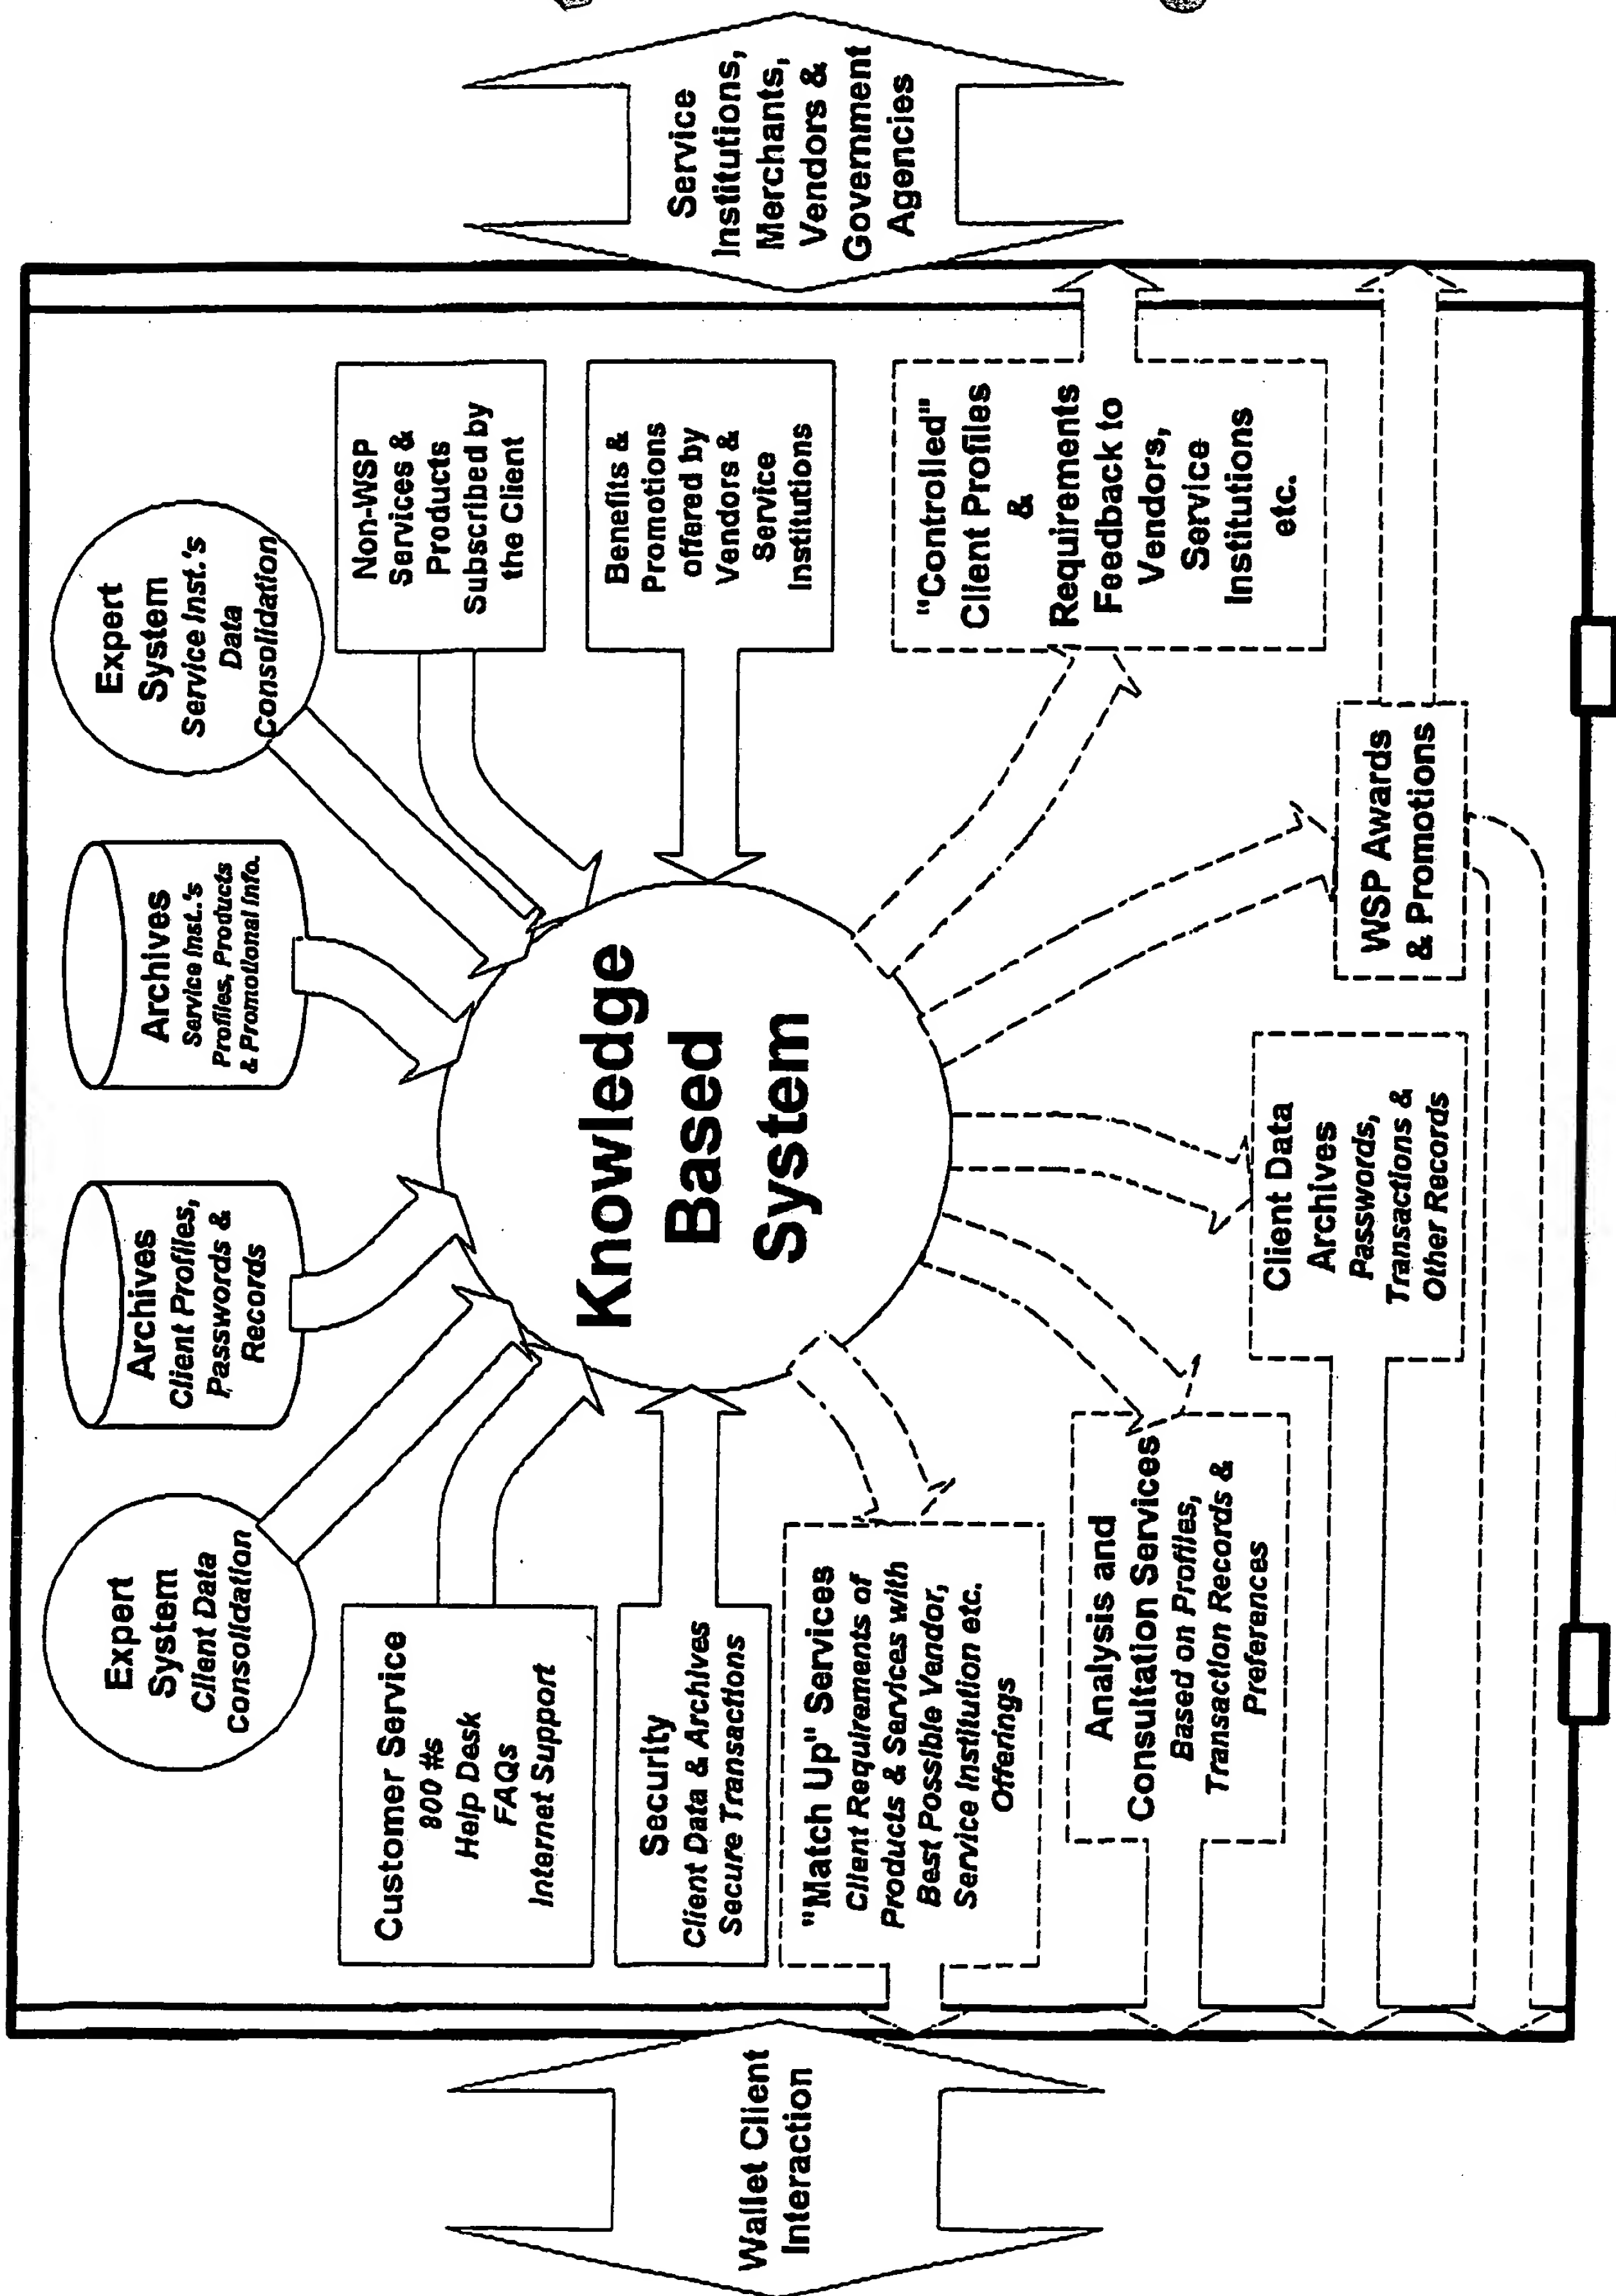 Wallet Client
Interaction
Expert
System
Client Data
Consolidation
Archives
Client Profiles,
Passwords &
Records
Archives
Service Inst.'s
Profiles, Products
& Promotional Info.
Expert
System
Service Inst.'s
Data
Consolidation
Customer Service
800 #s
Help Desk
FAQs
Internet Support
Security
Client Data & Archives
Secure Transactions
Knowledge
Based
System
Non-WSP
Services &
Products
Subscribed by
the Client
Benefits &
Promotions
offered by
Vendors &
Service
Institutions
"Match Up" Services
Client Requirements of
Products & Services with
Best Possible Vendor,
Service Institution etc.
Offerings
Analysis and
Consultation Services
Based on Profiles,
Transaction Records &
Preferences
Client Data
Archives
Passwords,
Transactions &
Other Records
WSP Awards
& Promotions
"Controlled"
Client Profiles
&
Requirements
Feedback to
Vendors,
Service
Institutions
etc.
Service
Institutions,
Merchants,
Vendors &
Government
Agencies